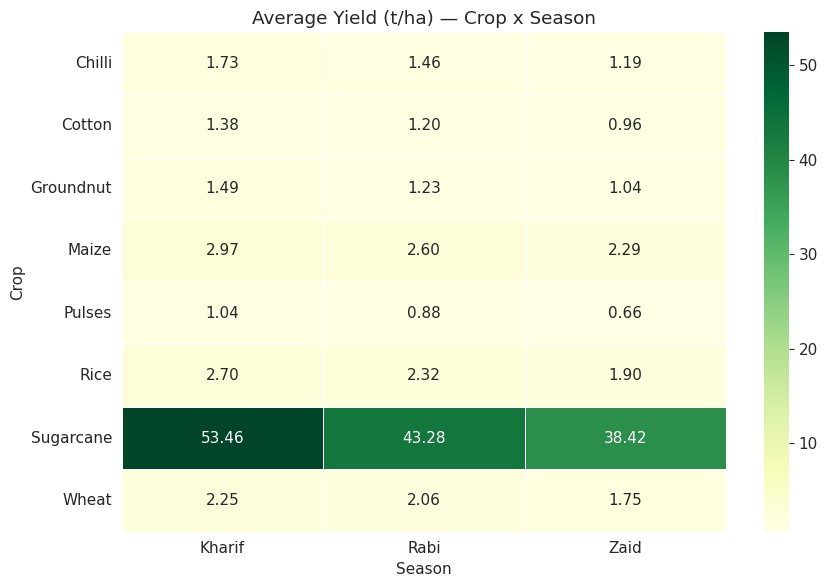 Average Yield (t/ha) — Crop x Season
Chilli 1.73 1.46 1.19
Cotton 1.38 1.20 0.96
Groundnut 1.49 1.23 1.04
Maize 2.97 2.60 2.29
Pulses 1.04 0.88 0.66
Rice 2.70 2.32 1.90
Sugarcane 53.46 43.28 38.42
Wheat 2.25 2.06 1.75
Kharif Rabi Zaid
Season
Crop
50
40
30
20
10